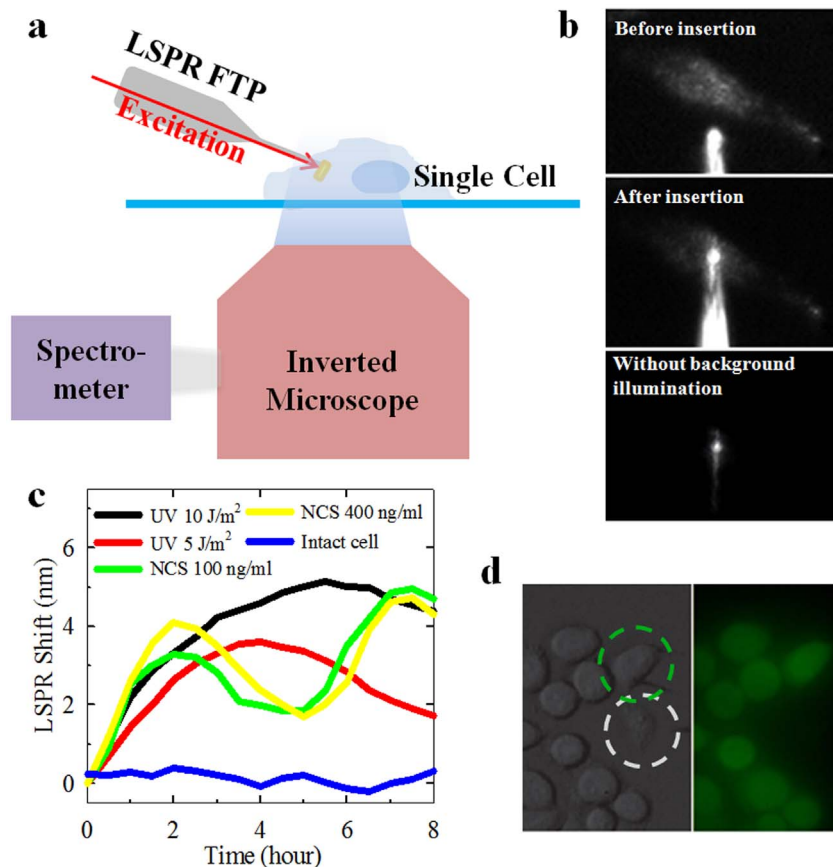 a
LSPR FTP
Excitation
Single Cell
Spectro-
meter
Inverted
Microscope
b
Before insertion
After insertion
Without background
illumination
c
UV 10 J/m²
NCS 400 ng/ml
UV 5 J/m²
Intact cell
NCS 100 ng/ml
LSPR Shift (nm)
6
4
2
0
0
2
4
6
8
Time (hour)
d